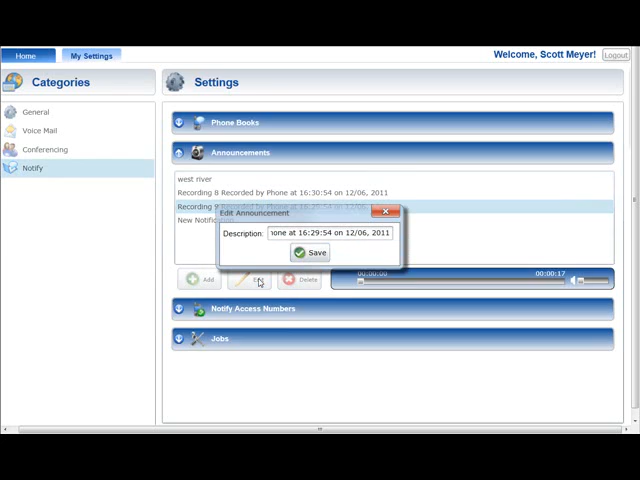 Home
My Settings
Welcome, Scott Meyer!
Logout
Categories
Settings
General
Voice Mail
Conferencing
Notify
Phone Books
Announcements
west river
Recording 8 Recorded by Phone at 16:30:54 on 12/06, 2011
Recording 9
New Notific
Edit Announcement
Description: one at 16:29:54 on 12/06, 2011
Save
Add
Edit
Delete
00:00:00
00:00:17
Notify Access Numbers
Jobs